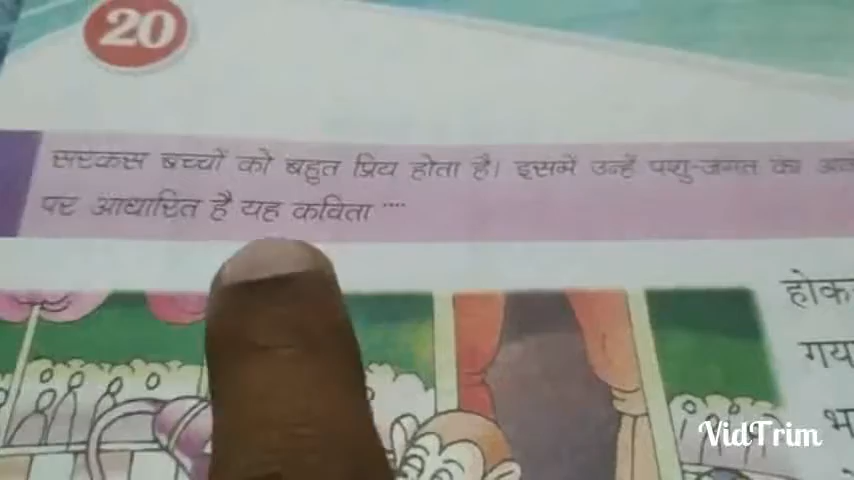 20
सरकस बच्चों को बहुत प्रिय होता है। इसमें उन्हें पशु-जगत का
पर आधारित है यह कविता ....
होक
गय
भ
VidTrim